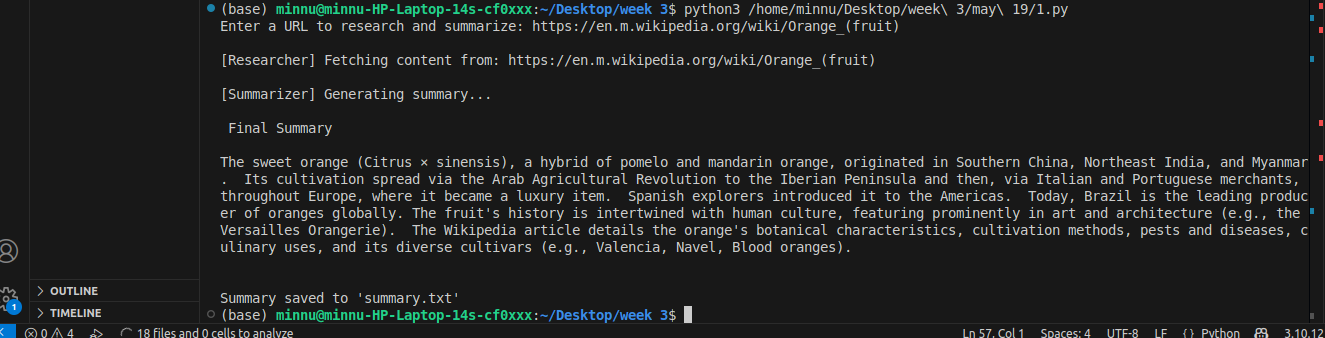 (base) minnu@minnu-HP-Laptop-14s-cf0xxx:~/Desktop/week 3$ python3 /home/minnu/Desktop/week\ 3/may\ 19/1.py
Enter a URL to research and summarize: https://en.m.wikipedia.org/wiki/Orange_(fruit)
[Researcher] Fetching content from: https://en.m.wikipedia.org/wiki/Orange_(fruit)
[Summarizer] Generating summary...
Final Summary
The sweet orange (Citrus × sinensis), a hybrid of pomelo and mandarin orange, originated in Southern China, Northeast India, and Myanmar
.  Its cultivation spread via the Arab Agricultural Revolution to the Iberian Peninsula and then, via Italian and Portuguese merchants,
throughout Europe, where it became a luxury item.  Spanish explorers introduced it to the Americas.  Today, Brazil is the leading produc
er of oranges globally. The fruit's history is intertwined with human culture, featuring prominently in art and architecture (e.g., the
Versailles Orangerie).  The Wikipedia article details the orange's botanical characteristics, cultivation methods, pests and diseases, c
ulinary uses, and its diverse cultivars (e.g., Valencia, Navel, Blood oranges).
Summary saved to 'summary.txt'
(base) minnu@minnu-HP-Laptop-14s-cf0xxx:~/Desktop/week 3$
OUTLINE
TIMELINE
1
0 4 18 files and 0 cells to analyze Ln 57, Col 1 Spaces: 4 UTF-8 LF {} Python 3.10.12